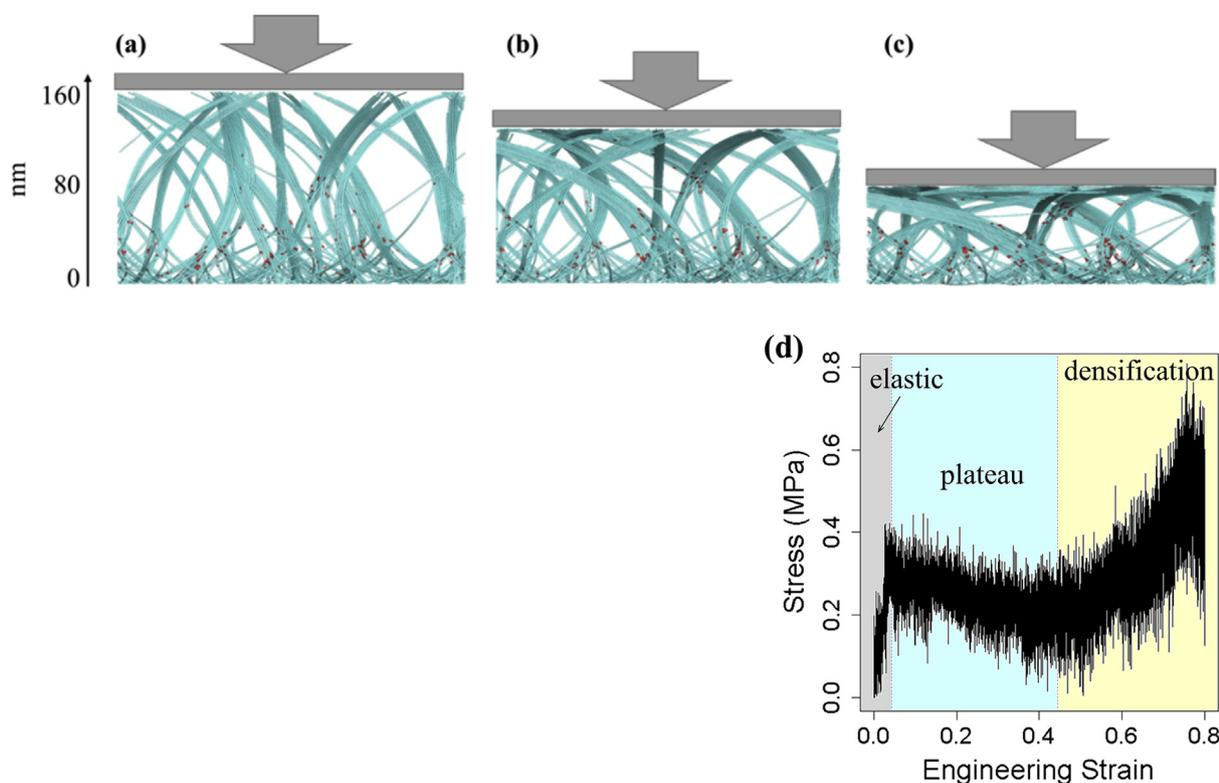 (a)
(b)
(c)
160
80
0
nm
(d)
elastic
plateau
densification
Stress (MPa)
0.8
0.6
0.4
0.2
0.0
0.0 0.2 0.4 0.6 0.8
Engineering Strain